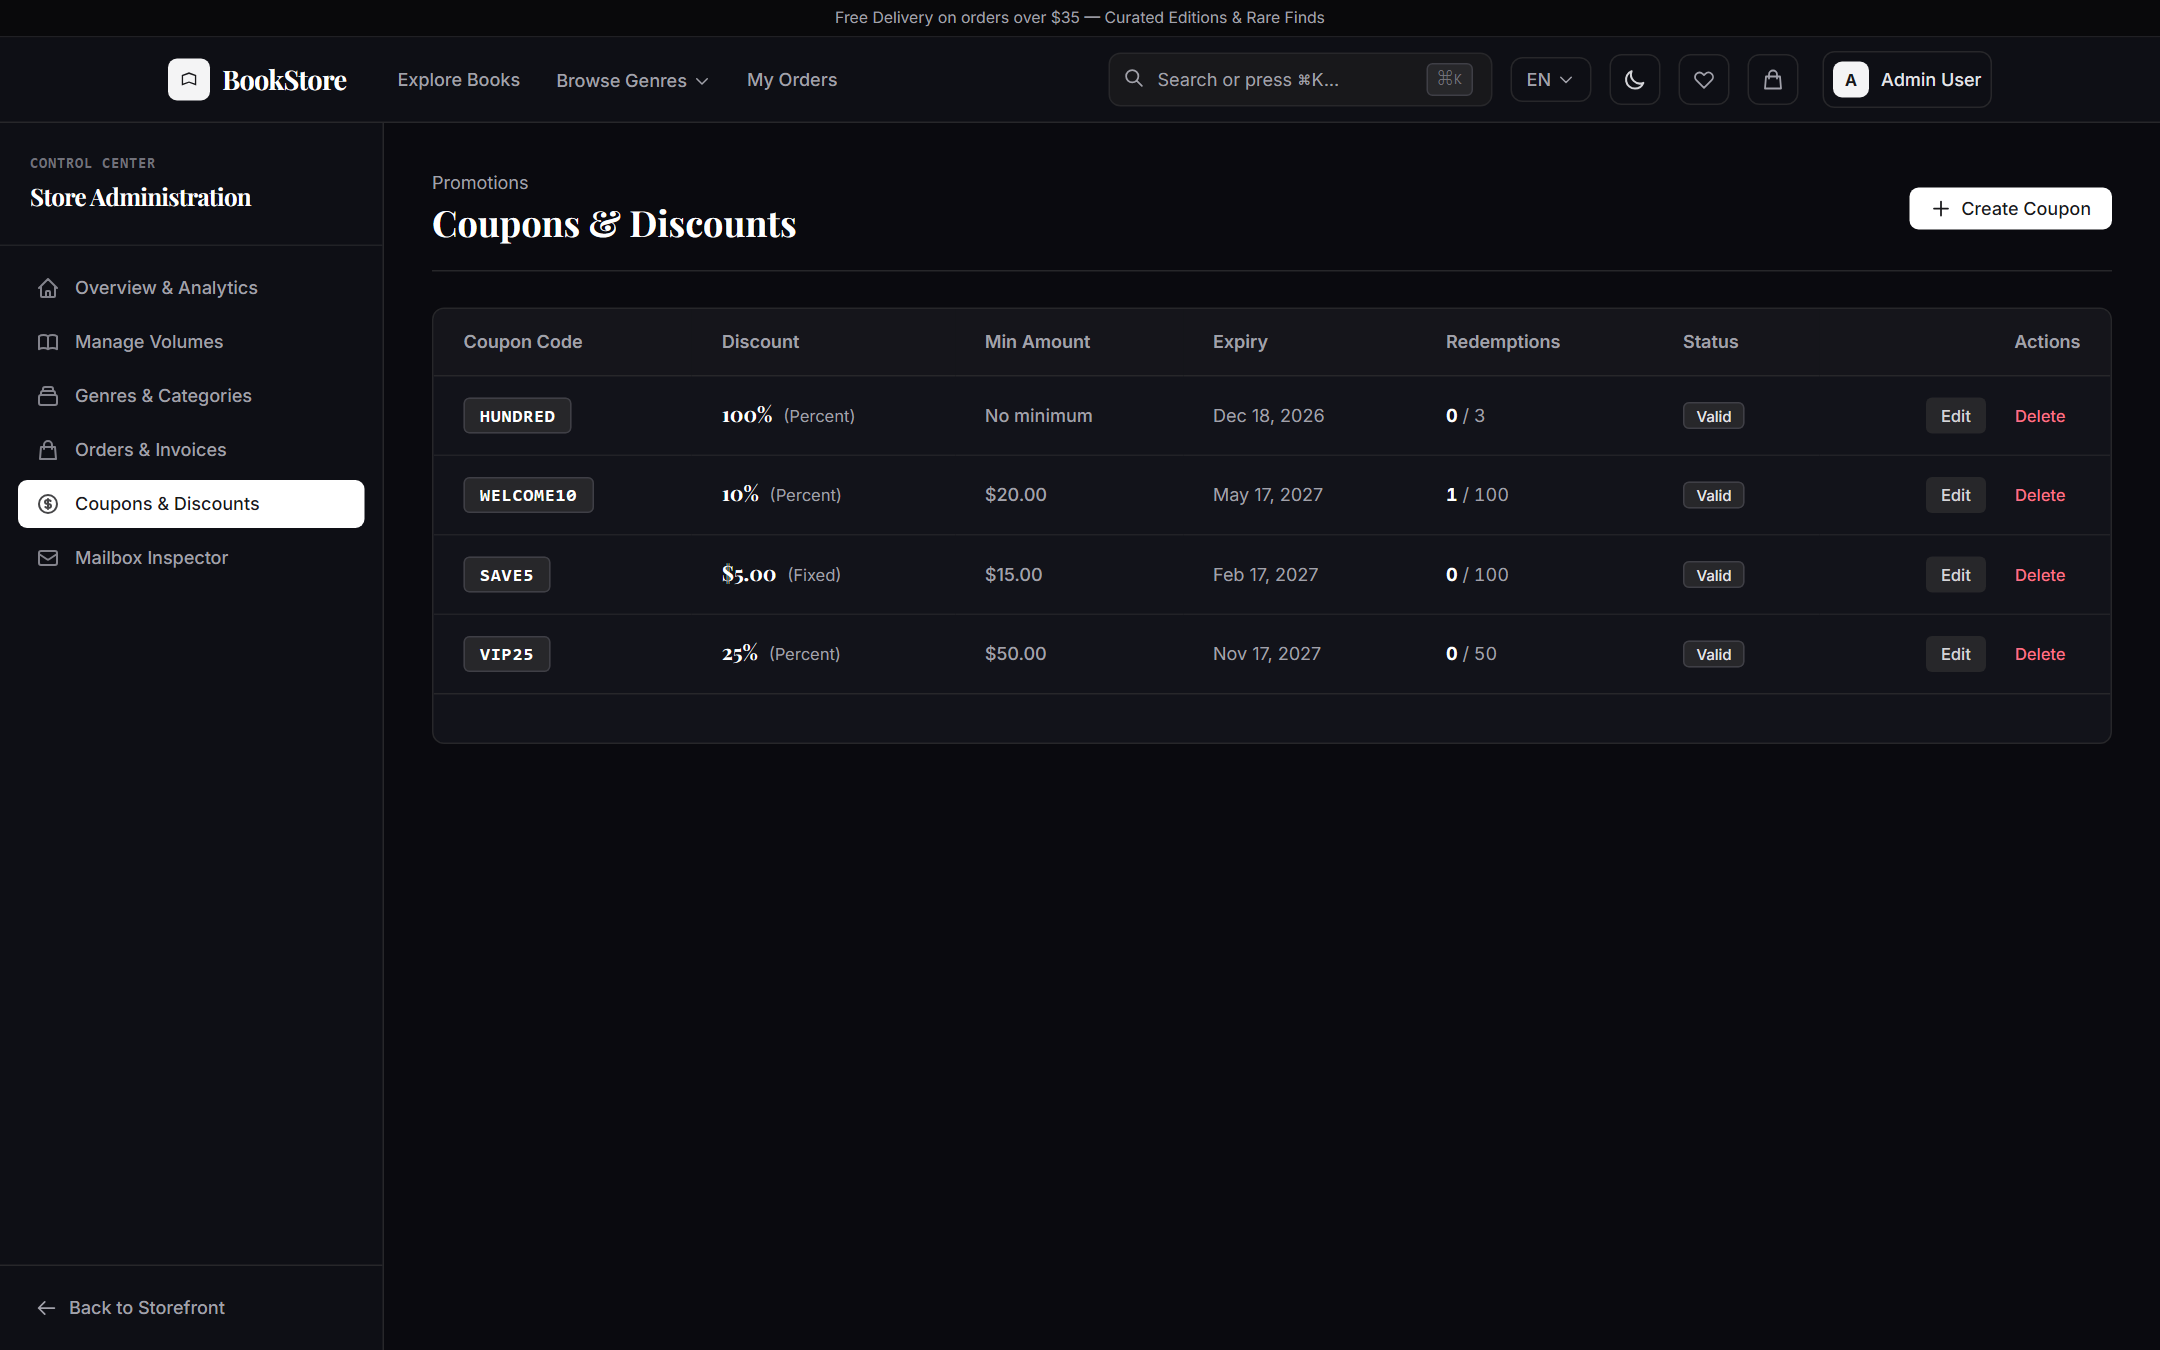 Free Delivery on orders over $35 — Curated Editions & Rare Finds
BookStore
Explore Books
Browse Genres
My Orders
Search or press ⌘K...
⌘K
EN
A
Admin User
CONTROL CENTER
Store Administration
Overview & Analytics
Manage Volumes
Genres & Categories
Orders & Invoices
Coupons & Discounts
Mailbox Inspector
Back to Storefront
Promotions
Coupons & Discounts
Create Coupon
Coupon Code Discount Min Amount Expiry Redemptions Status Actions
HUNDRED 100% (Percent) No minimum Dec 18, 2026 0 / 3 Valid Edit Delete
WELCOME10 10% (Percent) $20.00 May 17, 2027 1 / 100 Valid Edit Delete
SAVE5 $5.00 (Fixed) $15.00 Feb 17, 2027 0 / 100 Valid Edit Delete
VIP25 25% (Percent) $50.00 Nov 17, 2027 0 / 50 Valid Edit Delete